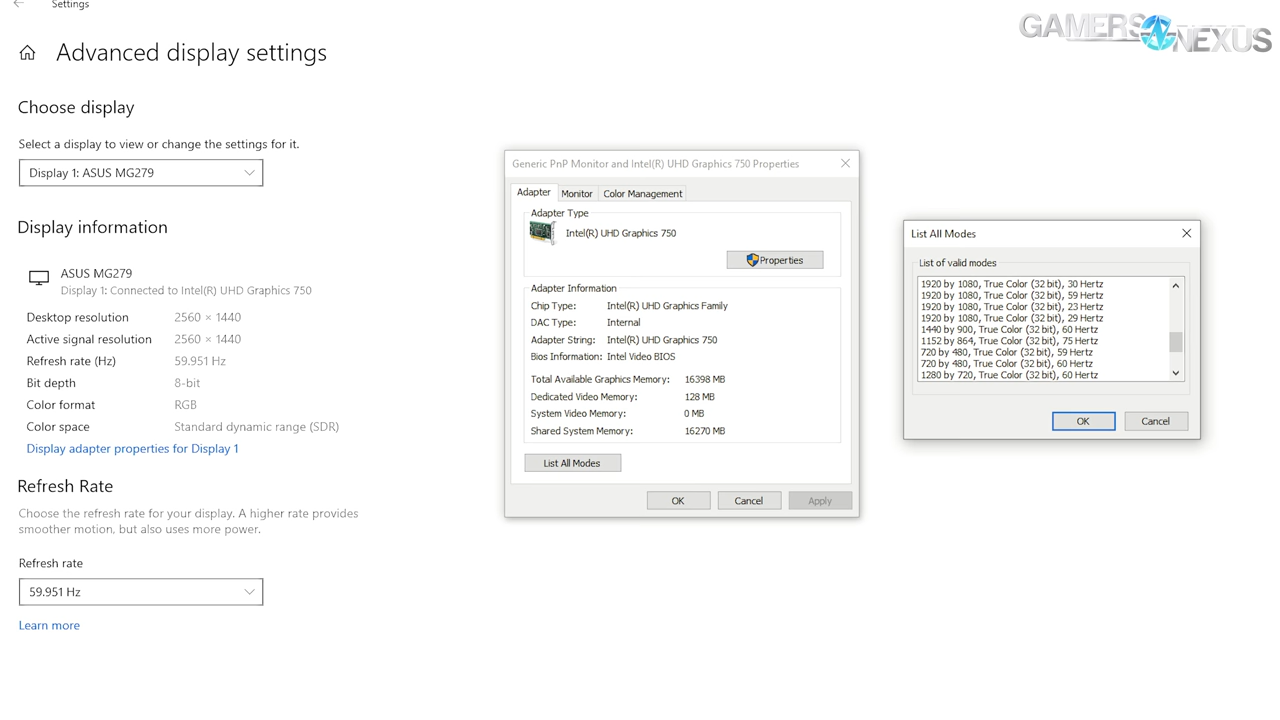 Settings
GAMERS NEXUS
Advanced display settings
Choose display
Select a display to view or change the settings for it.
Display 1: ASUS MG279
Display information
ASUS MG279
Display 1: Connected to Intel(R) UHD Graphics 750
Desktop resolution 2560 × 1440
Active signal resolution 2560 × 1440
Refresh rate (Hz) 59.951 Hz
Bit depth 8-bit
Color format RGB
Color space Standard dynamic range (SDR)
Display adapter properties for Display 1
Refresh Rate
Choose the refresh rate for your display. A higher rate provides
smoother motion, but also uses more power.
Refresh rate
59.951 Hz
Learn more
Generic PnP Monitor and Intel(R) UHD Graphics 750 Properties
Adapter Monitor Color Management
Adapter Type
Intel(R) UHD Graphics 750
Properties
Adapter Information
Chip Type: Intel(R) UHD Graphics Family
DAC Type: Internal
Adapter String: Intel(R) UHD Graphics 750
Bios Information: Intel Video BIOS
Total Available Graphics Memory: 16398 MB
Dedicated Video Memory: 128 MB
System Video Memory: 0 MB
Shared System Memory: 16270 MB
List All Modes
OK Cancel Apply
List All Modes
List of valid modes
1920 by 1080, True Color (32 bit), 30 Hertz
1920 by 1080, True Color (32 bit), 59 Hertz
1920 by 1080, True Color (32 bit), 23 Hertz
1920 by 1080, True Color (32 bit), 29 Hertz
1440 by 900, True Color (32 bit), 60 Hertz
1152 by 864, True Color (32 bit), 75 Hertz
720 by 480, True Color (32 bit), 59 Hertz
720 by 480, True Color (32 bit), 60 Hertz
1280 by 720, True Color (32 bit), 60 Hertz
OK Cancel